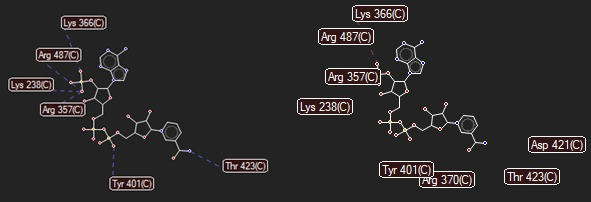 Lys 366(C)
Arg 487(C)
Lys 238(C)
Arg 357(C)
Tyr 401(C)
Thr 423(C)
Lys 366(C)
Arg 487(C)
Arg 357(C)
Lys 238(C)
Asp 421(C)
Tyr 401(C)
Arg 370(C)
Thr 423(C)